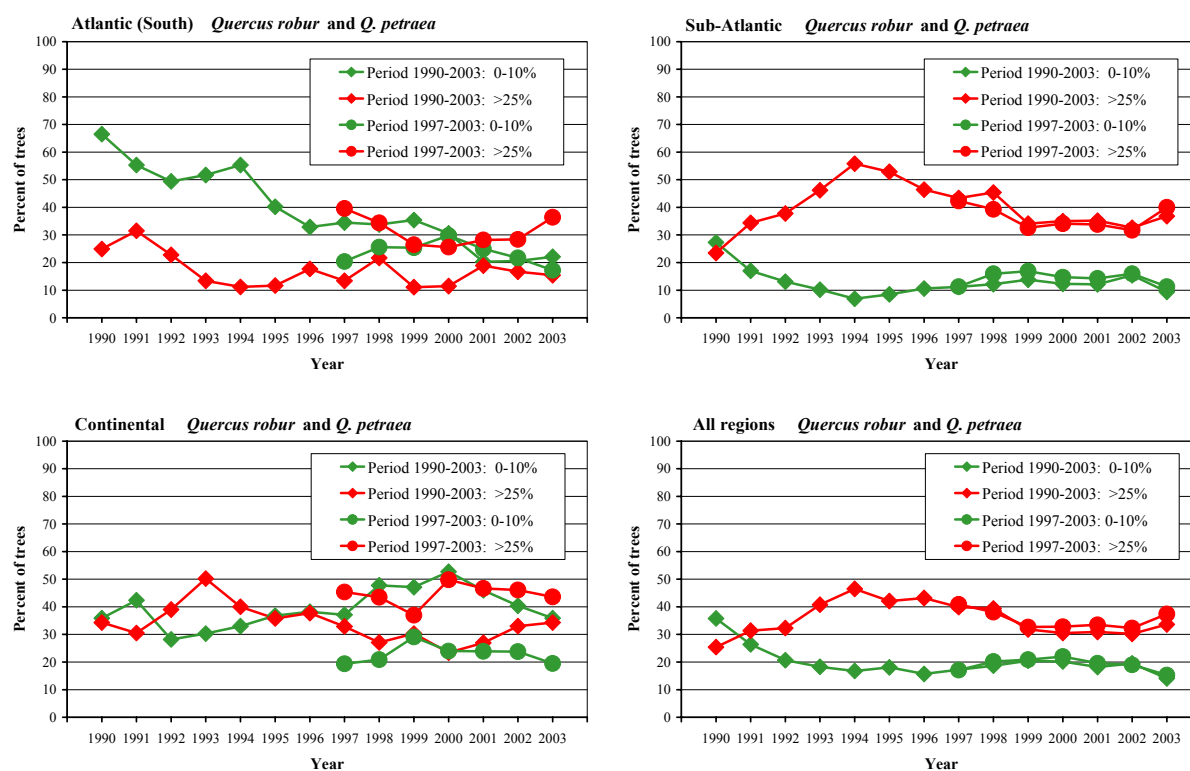 Atlantic (South) Quercus robur and Q. petraea
100
90
80
70
60
50
40
30
20
10
0
Percent of trees
Period 1990-2003: 0-10%
Period 1990-2003: >25%
Period 1997-2003: 0-10%
Period 1997-2003: >25%
1990 1991 1992 1993 1994 1995 1996 1997 1998 1999 2000 2001 2002 2003
Year
Sub-Atlantic Quercus robur and Q. petraea
100
90
80
70
60
50
40
30
20
10
0
Percent of trees
Period 1990-2003: 0-10%
Period 1990-2003: >25%
Period 1997-2003: 0-10%
Period 1997-2003: >25%
1990 1991 1992 1993 1994 1995 1996 1997 1998 1999 2000 2001 2002 2003
Year
Continental Quercus robur and Q. petraea
100
90
80
70
60
50
40
30
20
10
0
Percent of trees
Period 1990-2003: 0-10%
Period 1990-2003: >25%
Period 1997-2003: 0-10%
Period 1997-2003: >25%
1990 1991 1992 1993 1994 1995 1996 1997 1998 1999 2000 2001 2002 2003
Year
All regions Quercus robur and Q. petraea
100
90
80
70
60
50
40
30
20
10
0
Percent of trees
Period 1990-2003: 0-10%
Period 1990-2003: >25%
Period 1997-2003: 0-10%
Period 1997-2003: >25%
1990 1991 1992 1993 1994 1995 1996 1997 1998 1999 2000 2001 2002 2003
Year